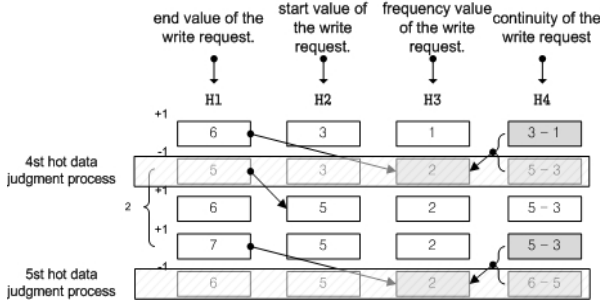 end value of the
write request.
start value of
the write
request.
frequency value
of the write
request.
continuity of the
write request
H1 H2 H3 H4
+1
6 3 1 3 - 1
-1
4st hot data
judgment process
5 3 2 5 - 3
+1
2
6 5 2 5 - 3
+1
7 5 2 5 - 3
-1
5st hot data
judgment process
6 5 2 6 - 5